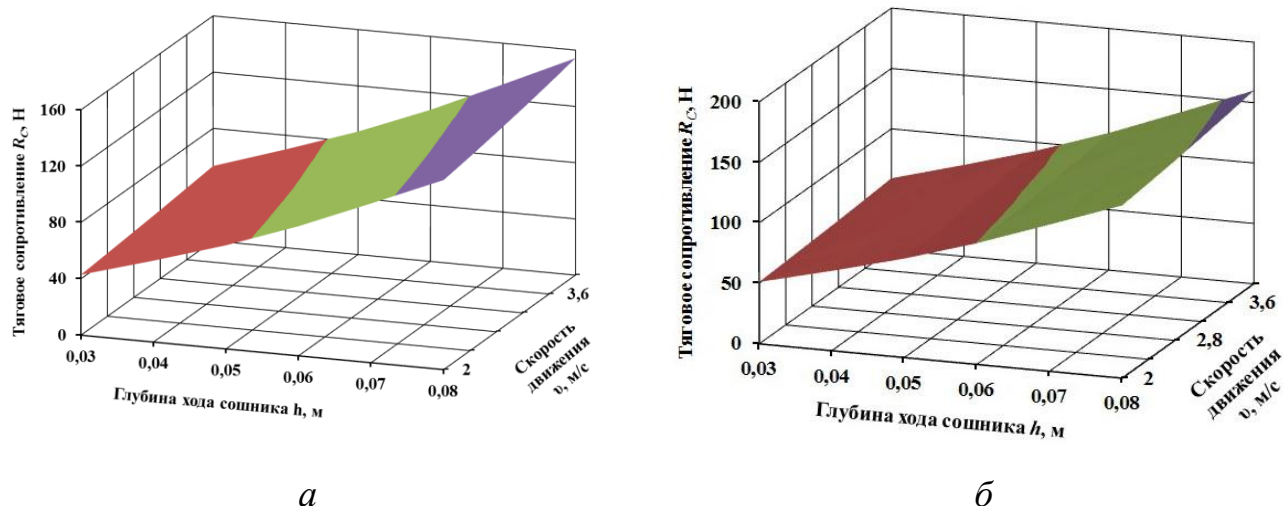 Тяговое сопротивление R_C, Н
160
120
80
40
0
0,03
0,04
0,05
0,06
0,07
0,08
Глубина хода сошника h, м
2
3,6
Скорость
движения
υ, м/с
а
Тяговое сопротивление R_C, Н
200
150
100
50
0
0,03
0,04
0,05
0,06
0,07
0,08
Глубина хода сошника h, м
2
2,8
3,6
Скорость
движения
υ, м/с
б